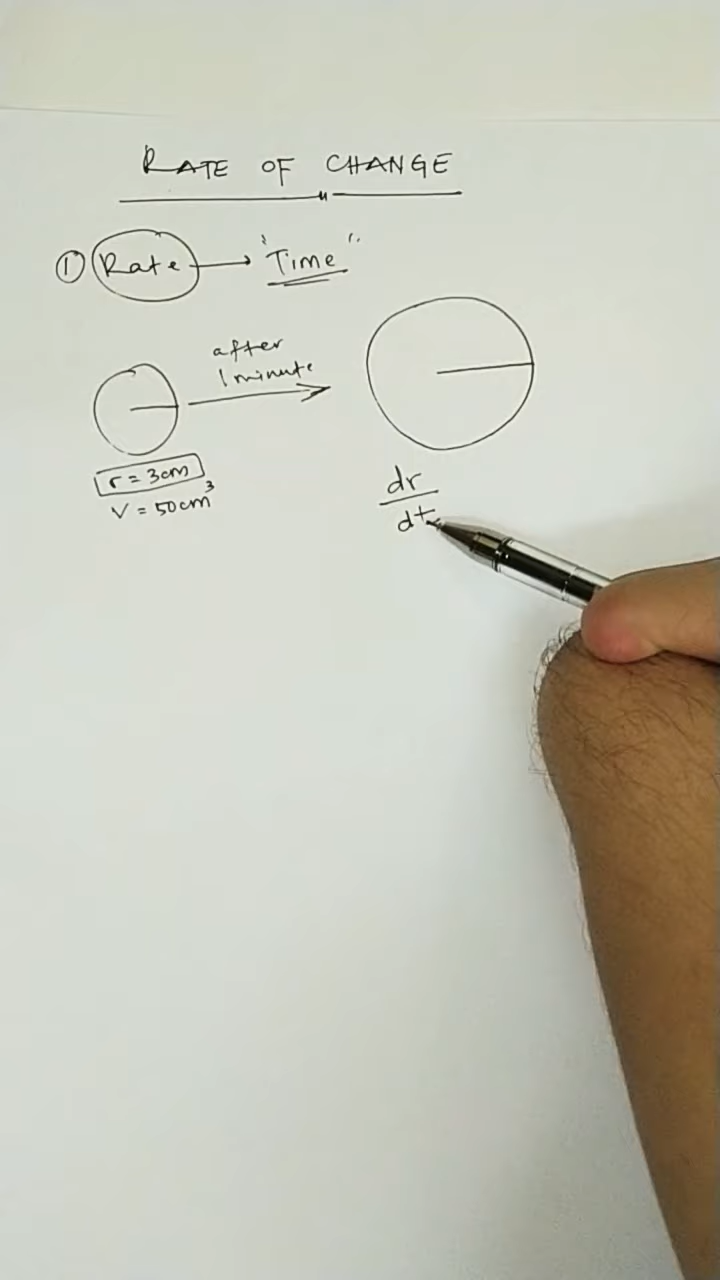 RATE OF CHANGE
① Rate → "Time"
after
1 minute
r = 3cm
V = 50cm³
dr
dt